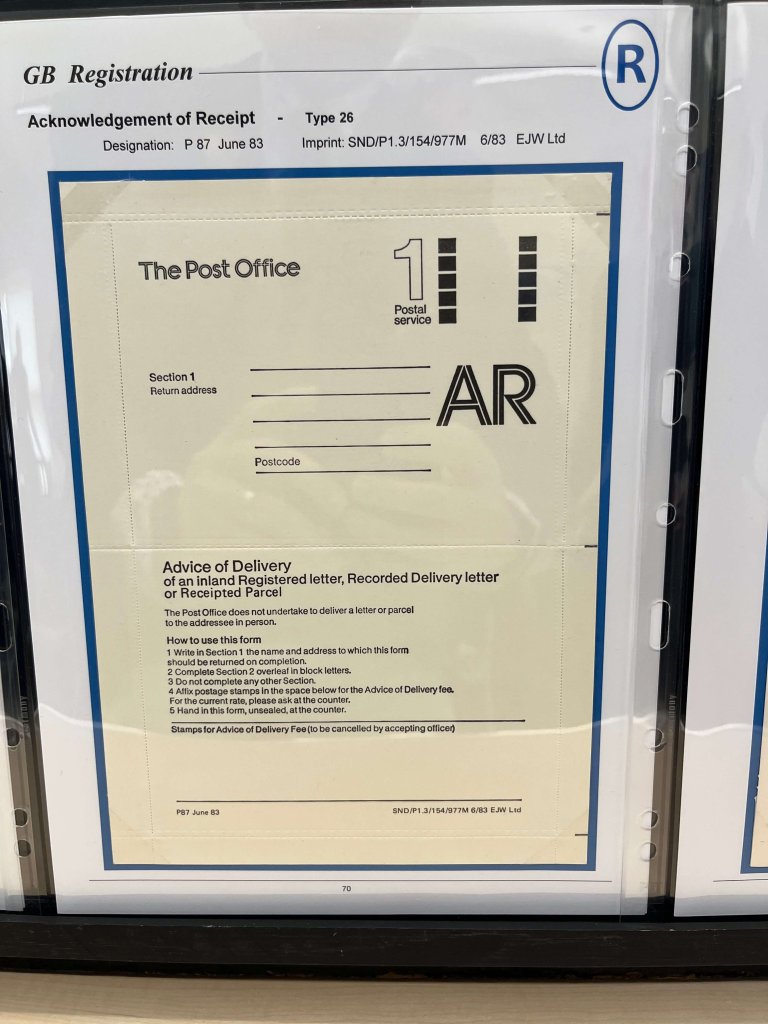 GB Registration
R
Acknowledgement of Receipt - Type 26
Designation: P 87 June 83 Imprint: SND/P1.3/154/977M 6/83 EJW Ltd
The Post Office
1
Postal
service
Section 1
Return address
AR
Postcode
Advice of Delivery
of an inland Registered letter, Recorded Delivery letter
or Receipted Parcel
The Post Office does not undertake to deliver a letter or parcel
to the addressee in person.
How to use this form
1 Write in Section 1 the name and address to which this form
should be returned on completion.
2 Complete Section 2 overleaf in block letters.
3 Do not complete any other Section.
4 Affix postage stamps in the space below for the Advice of Delivery fee.
For the current rate, please ask at the counter.
5 Hand in this form, unsealed, at the counter.
Stamps for Advice of Delivery Fee (to be cancelled by accepting officer)
P87 June 83 SND/P1.3/154/977M 6/83 EJW Ltd
70